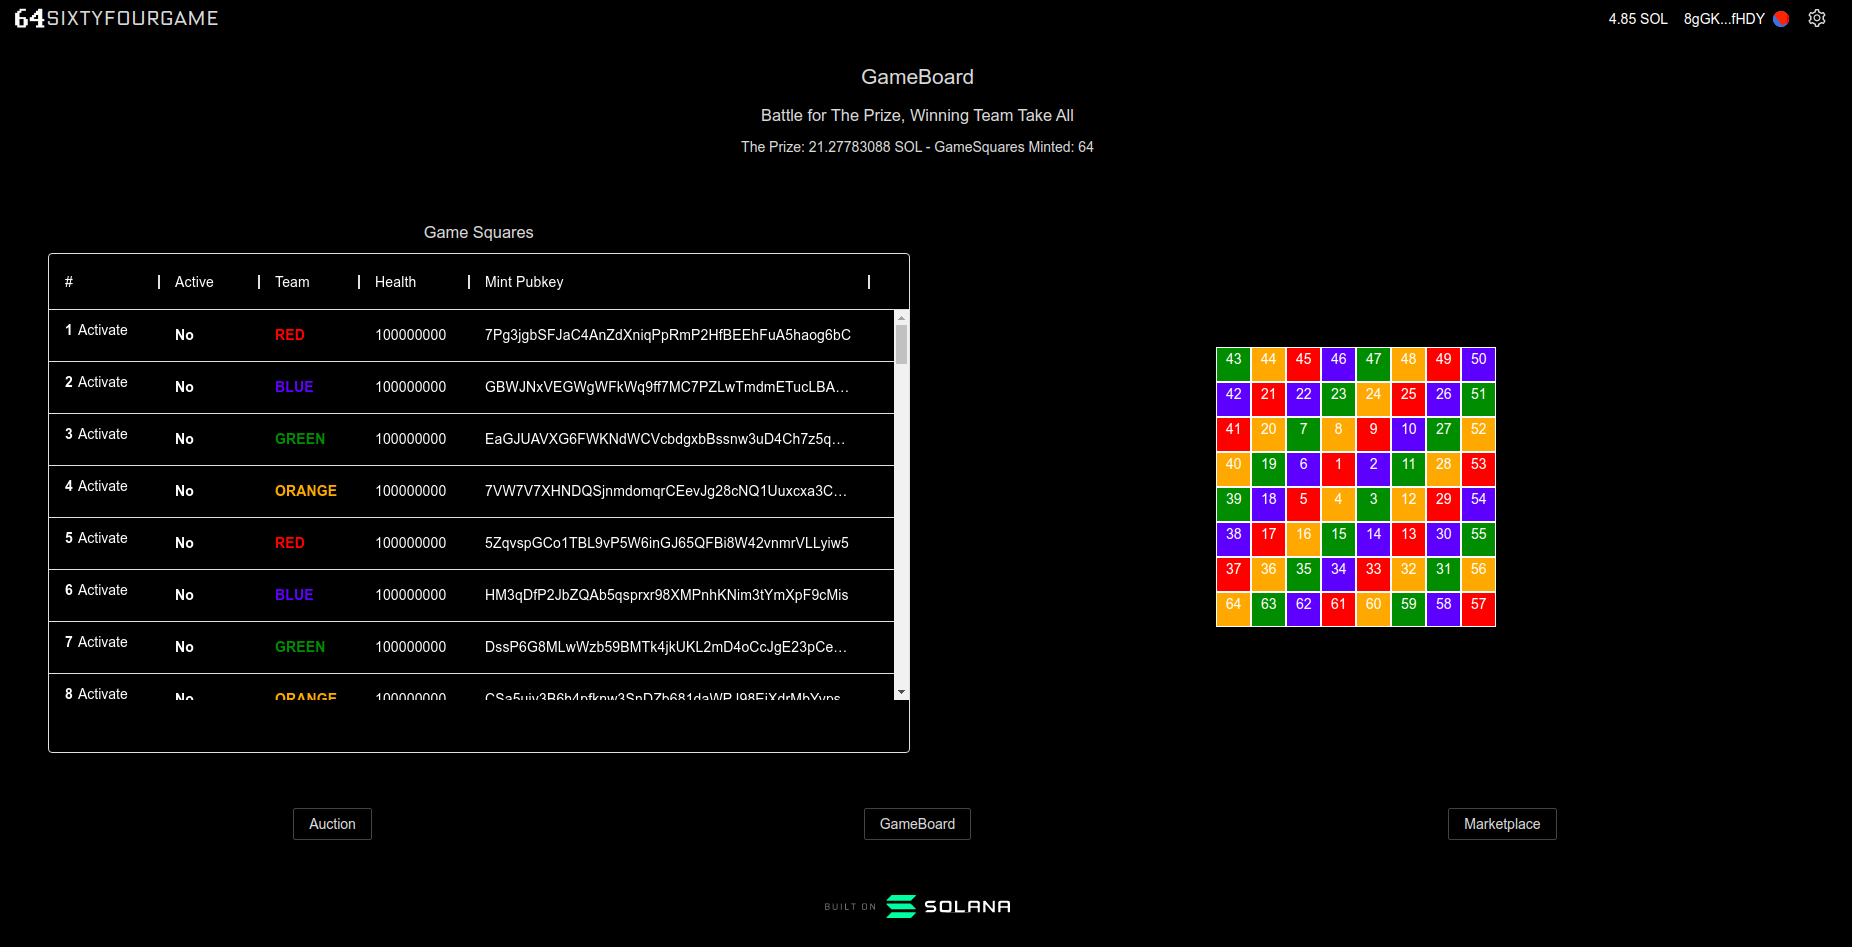 64SIXTYFOURGAME
4.85 SOL 8gGK...fHDY
GameBoard
Battle for The Prize, Winning Team Take All
The Prize: 21.27783088 SOL - GameSquares Minted: 64
Game Squares
# Active Team Health Mint Pubkey
1 Activate No RED 100000000 7Pg3jgbSFJaC4AnZdXniqPpRmP2HfBEEhFuA5haog6bC
2 Activate No BLUE 100000000 GBWJNxVEGWgWFkWq9ff7MC7PZLwTmdmETucLBA...
3 Activate No GREEN 100000000 EaGJUAVXG6FWKNdWCVcbdgxbBssnw3uD4Ch7z5q...
4 Activate No ORANGE 100000000 7VW7V7XHNDQSjnmdomqrCEevJg28cNQ1Uuxcxa3C...
5 Activate No RED 100000000 5ZqvspGCo1TBL9vP5W6inGJ65QFBi8W42vnmrVLLyiw5
6 Activate No BLUE 100000000 HM3qDfP2JbZQAb5qsprxr98XMPnhKNim3tYmXpF9cMis
7 Activate No GREEN 100000000 DssP6G8MLwWzb59BMTk4jkUKL2mD4oCcJgE23pCe...
8 Activate No ORANGE 100000000
43 44 45 46 47 48 49 50
42 21 22 23 24 25 26 51
41 20 7 8 9 10 27 52
40 19 6 1 2 11 28 53
39 18 5 4 3 12 29 54
38 17 16 15 14 13 30 55
37 36 35 34 33 32 31 56
64 63 62 61 60 59 58 57
Auction GameBoard Marketplace
BUILT ON SOLANA